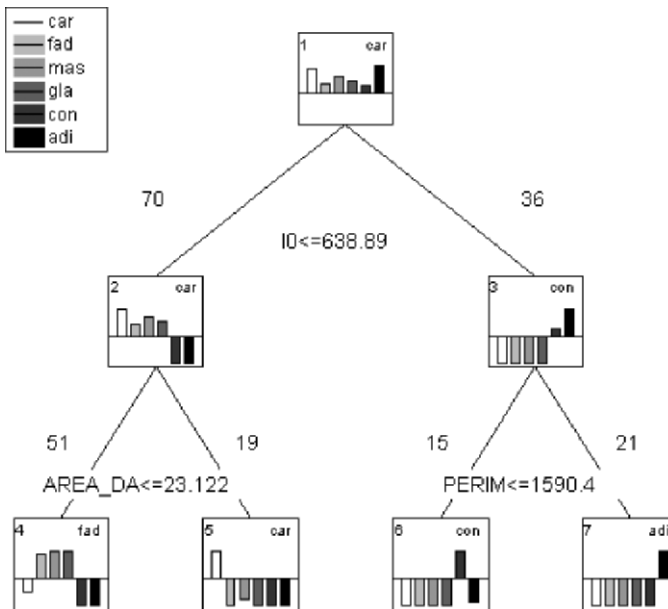 car
fad
mas
gla
con
adi
1 car
70 36
I0<=638.89
2 car
3 con
51 19
15 21
AREA_DA<=23.122
PERIM<=1590.4
4 fad
5 car
6 con
7 adi